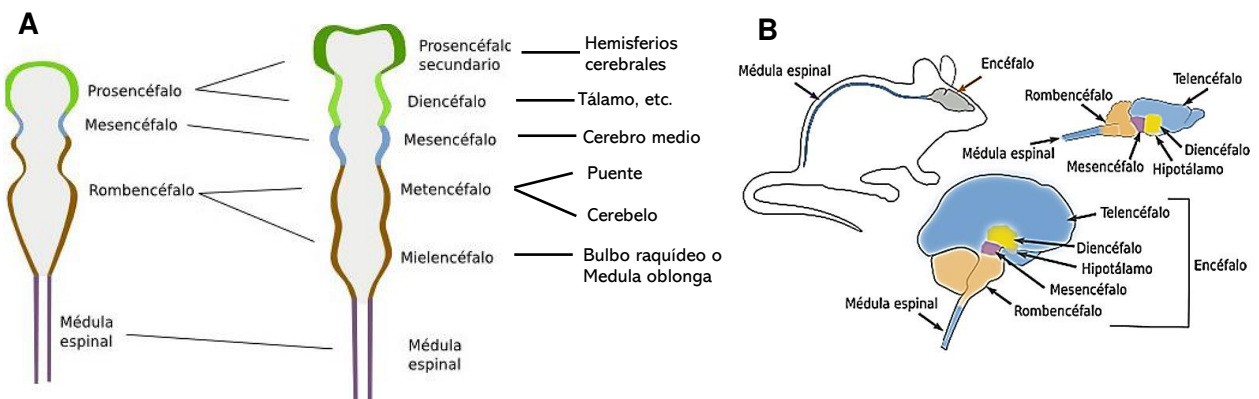 A
Prosencéfalo
Mesencéfalo
Rombencéfalo
Médula
espinal
Prosencéfalc
secundario
Diencéfalo
Mesencéfalo
Metencéfalo
Mielencéfalo
Médula
espinal
Hemisferios
cerebrales
Tálamo, etc.
Cerebro medio
Puente
Cerebelo
Bulbo raquídeo o
Medula oblonga
B
Médula espinal
Encéfalo
Telencéfalo
Rombencéfalo
Médula espinal
Diencéfalo
Mesencéfalo
Hipotálamo
Telencéfalo
Diencéfalo
Hipotálamo
Mesencéfalo
Rombencéfalo
Médula espinal
Encéfalo